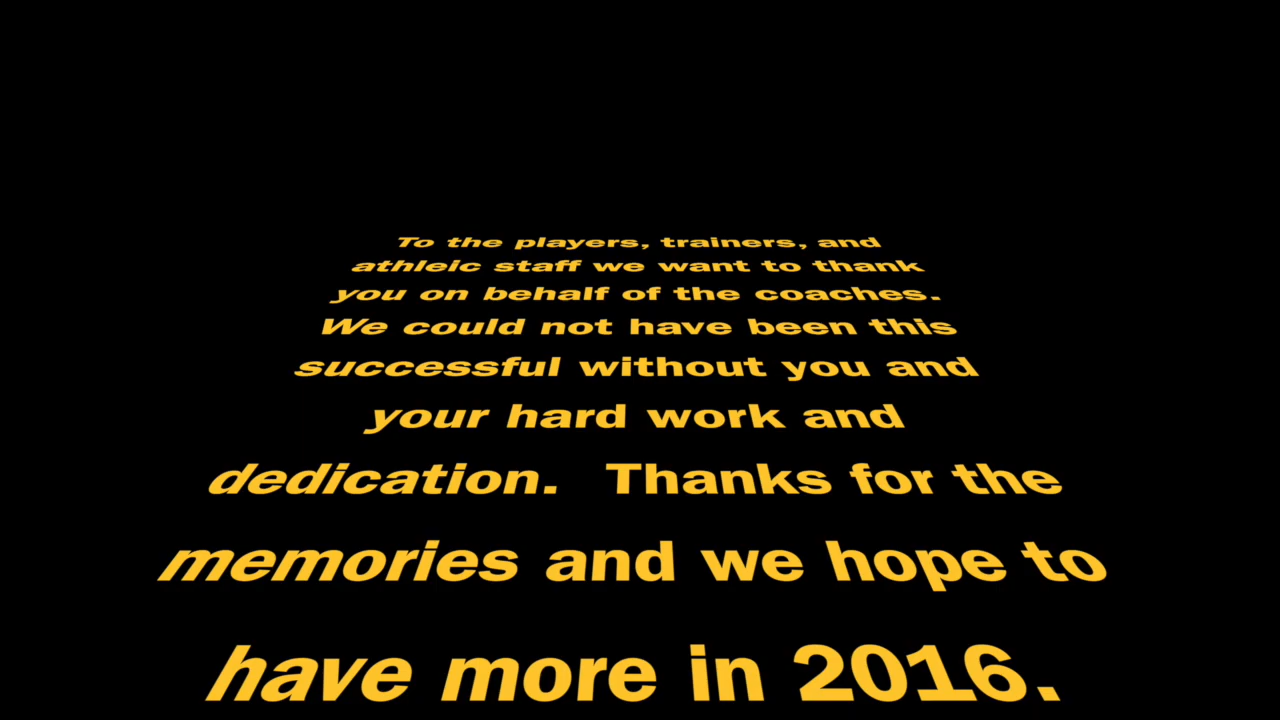 To the players, trainers, and
athleic staff we want to thank
you on behalf of the coaches.
We could not have been this
successful without you and
your hard work and
dedication.  Thanks for the
memories and we hope to
have more in 2016.